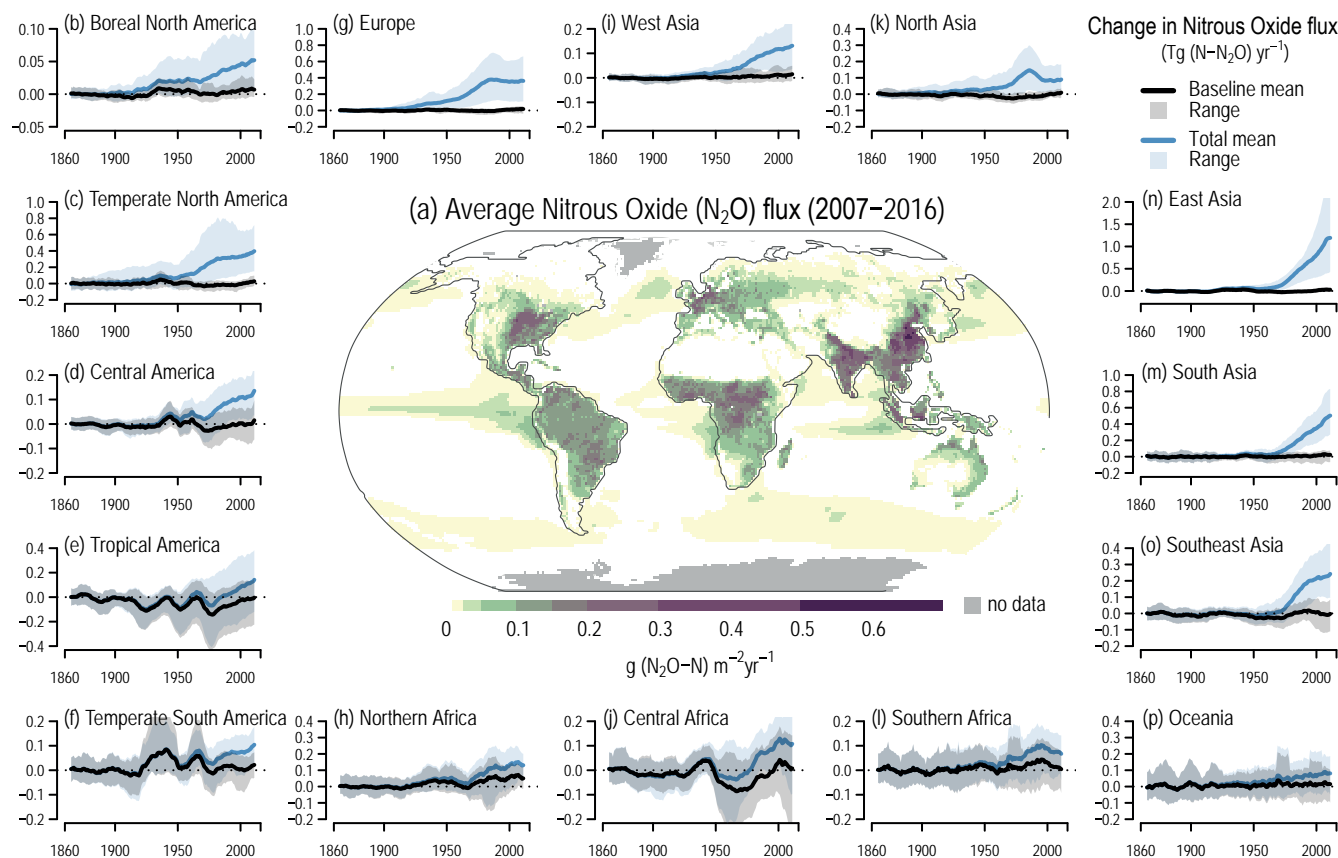 (b) Boreal North America
0.10
0.05
0.00
−0.05
1860 1900 1950 2000
(g) Europe
1.0
0.8
0.6
0.4
0.2
0.0
−0.2
1860 1900 1950 2000
(i) West Asia
0.2
0.1
0.0
−0.1
−0.2
1860 1900 1950 2000
(k) North Asia
0.4
0.3
0.2
0.1
0.0
−0.1
−0.2
1860 1900 1950 2000
Change in Nitrous Oxide flux
(Tg (N−N₂O) yr⁻¹)
Baseline mean
Range
Total mean
Range
(c) Temperate North America
1.0
0.8
0.6
0.4
0.2
0.0
−0.2
1860 1900 1950 2000
(d) Central America
0.2
0.1
0.0
−0.1
−0.2
1860 1900 1950 2000
(e) Tropical America
0.4
0.2
0.0
−0.2
−0.4
1860 1900 1950 2000
(a) Average Nitrous Oxide (N₂O) flux (2007−2016)
0 0.1 0.2 0.3 0.4 0.5 0.6
no data
g (N₂O−N) m⁻²yr⁻¹
(n) East Asia
2.0
1.5
1.0
0.5
0.0
1860 1900 1950 2000
(m) South Asia
1.0
0.8
0.6
0.4
0.2
0.0
−0.2
1860 1900 1950 2000
(o) Southeast Asia
0.4
0.3
0.2
0.1
0.0
−0.1
−0.2
1860 1900 1950 2000
(f) Temperate South America
0.2
0.1
0.0
0.1
0.2
1860 1900 1950 2000
(h) Northern Africa
0.4
0.3
0.2
0.1
0.0
0.1
0.2
1860 1900 1950 2000
(j) Central Africa
0.2
0.1
0.0
0.1
0.2
1860 1900 1950 2000
(l) Southern Africa
0.2
0.1
0.0
0.1
0.2
1860 1900 1950 2000
(p) Oceania
0.4
0.3
0.2
0.1
0.0
0.1
0.2
1860 1900 1950 2000